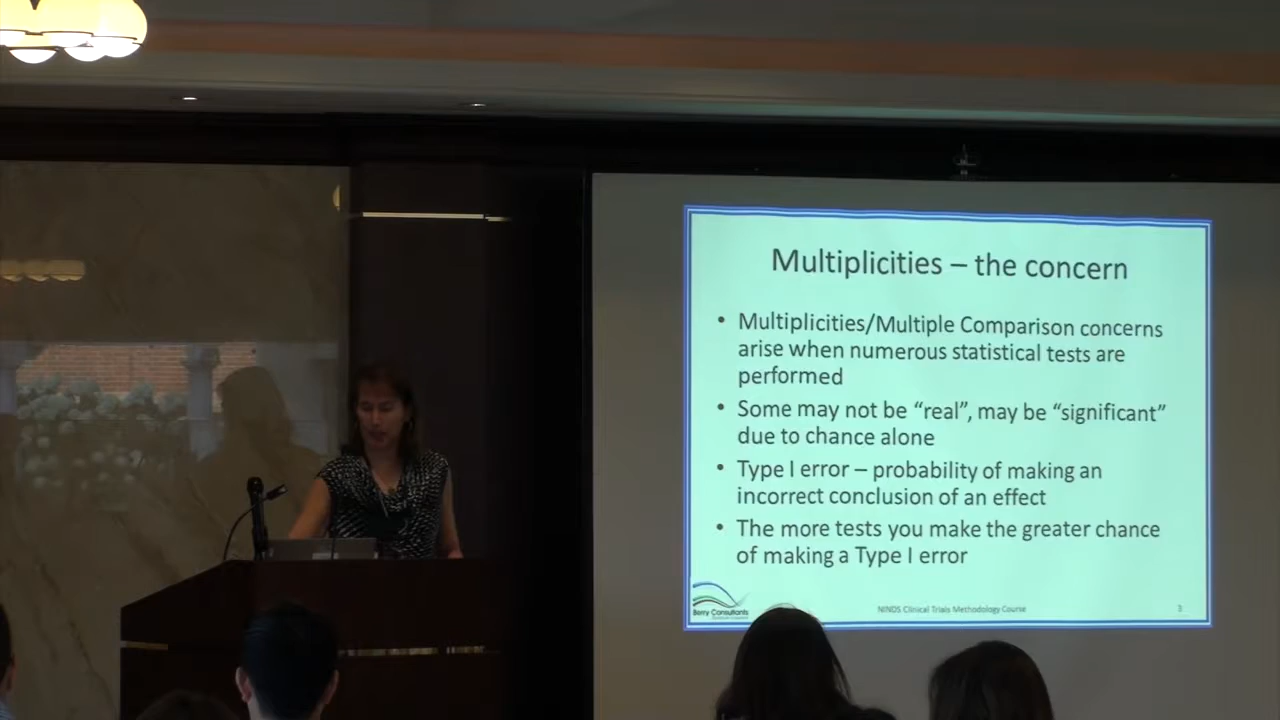 Multiplicities – the concern
• Multiplicities/Multiple Comparison concerns
arise when numerous statistical tests are
performed
• Some may not be “real”, may be “significant”
due to chance alone
• Type I error – probability of making an
incorrect conclusion of an effect
• The more tests you make the greater chance
of making a Type I error
Berry Consultants
NINDS Clinical Trials Methodology Course
3